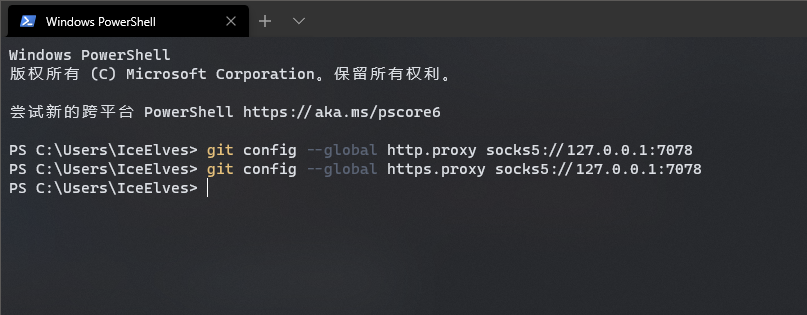 Windows PowerShell
Windows PowerShell
版权所有 (C) Microsoft Corporation。保留所有权利。
尝试新的跨平台 PowerShell https://aka.ms/pscore6
PS C:\Users\IceElves> git config --global http.proxy socks5://127.0.0.1:7078
PS C:\Users\IceElves> git config --global https.proxy socks5://127.0.0.1:7078
PS C:\Users\IceElves>